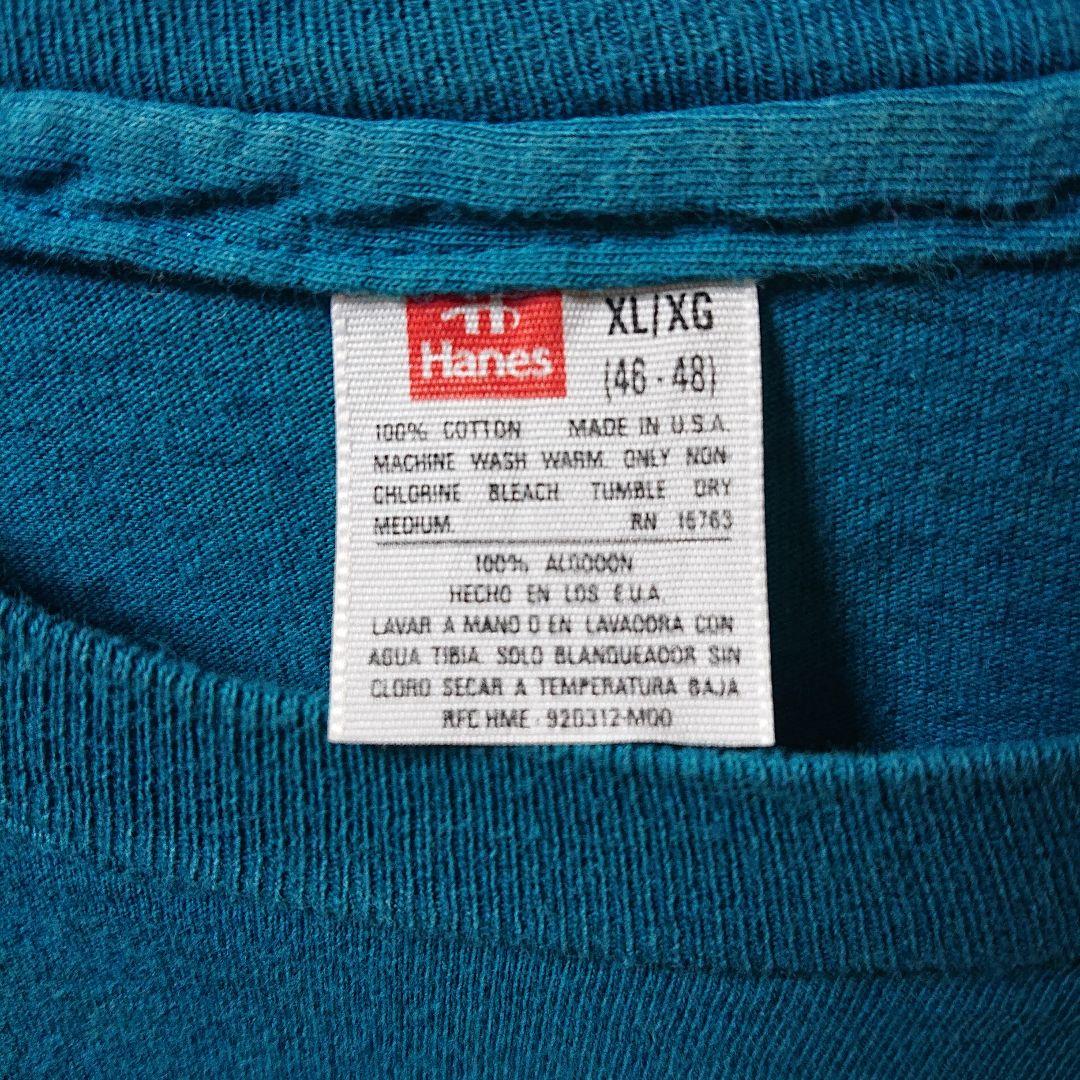 Hanes
XL/XG
(46 - 48)
100% COTTON MADE IN U.S.A.
MACHINE WASH WARM. ONLY NON-
CHLORINE BLEACH TUMBLE DRY
MEDIUM. RN 15763
100% ALGODON
HECHO EN LOS E.U.A
LAVAR A MANO O EN LAVADORA CON
AGUA TIBIA. SOLO BLANQUEADOR SIN
CLORO SECAR A TEMPERATURA BAJA
RFC HME - 920312-M00